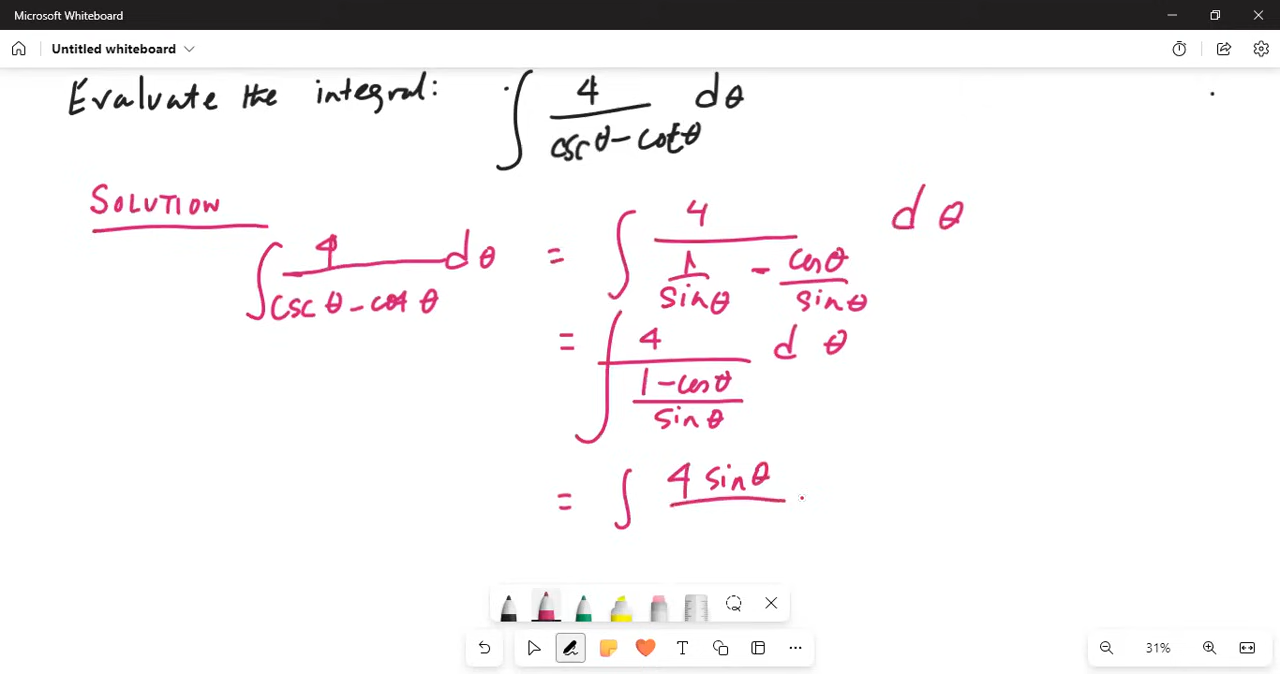 Microsoft Whiteboard
Untitled whiteboard
Evaluate the integral: ∫ 4/(cscθ - cotθ) dθ
SOLUTION
∫ 4/(csc θ - cot θ) dθ = ∫ 4/(1/sinθ - cosθ/sinθ) dθ
= ∫ 4/((1 - cosθ)/sinθ) dθ
= ∫ 4 sinθ
T
31%